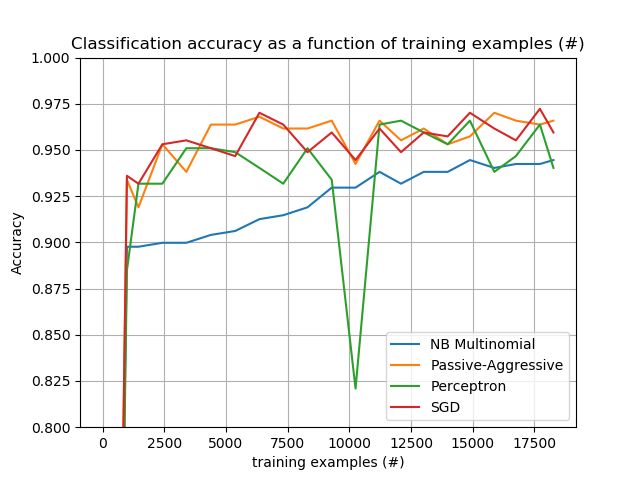 Classification accuracy as a function of training examples (#)
1.000
0.975
0.950
0.925
0.900
0.875
0.850
0.825
0.800
Accuracy
NB Multinomial
Passive-Aggressive
Perceptron
SGD
0 2500 5000 7500 10000 12500 15000 17500
training examples (#)